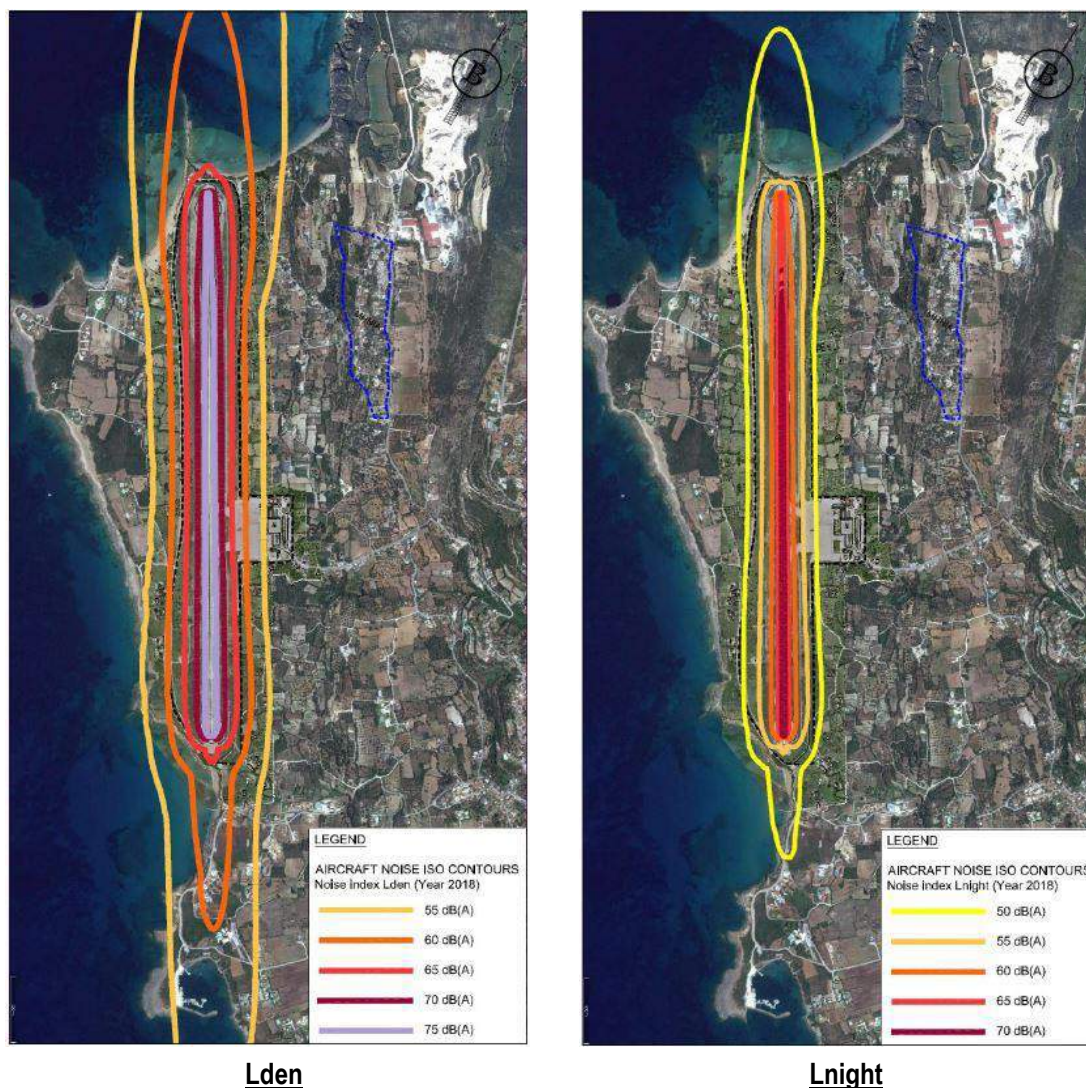 LEGEND
AIRCRAFT NOISE ISO CONTOURS
Noise index Lden (Year 2018)
55 dB(A)
60 dB(A)
65 dB(A)
70 dB(A)
75 dB(A)
LEGEND
AIRCRAFT NOISE ISO CONTOURS
Noise index Lnight (Year 2018)
50 dB(A)
55 dB(A)
60 dB(A)
65 dB(A)
70 dB(A)
Lden
Lnight